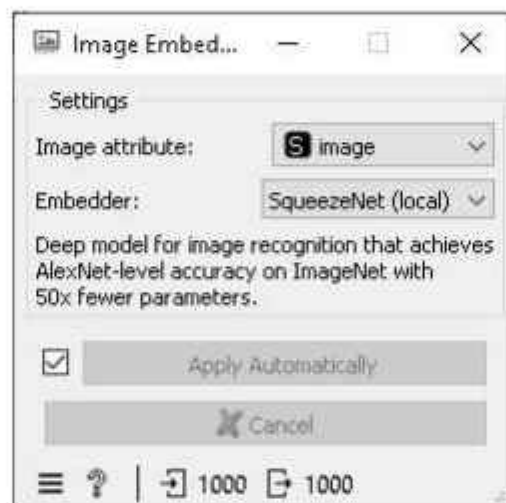 Image Embed...
Settings
Image attribute: S image
Embedder: SqueezeNet (local)
Deep model for image recognition that achieves
AlexNet-level accuracy on ImageNet with
50x fewer parameters.
Apply Automatically
Cancel
? 1000 1000